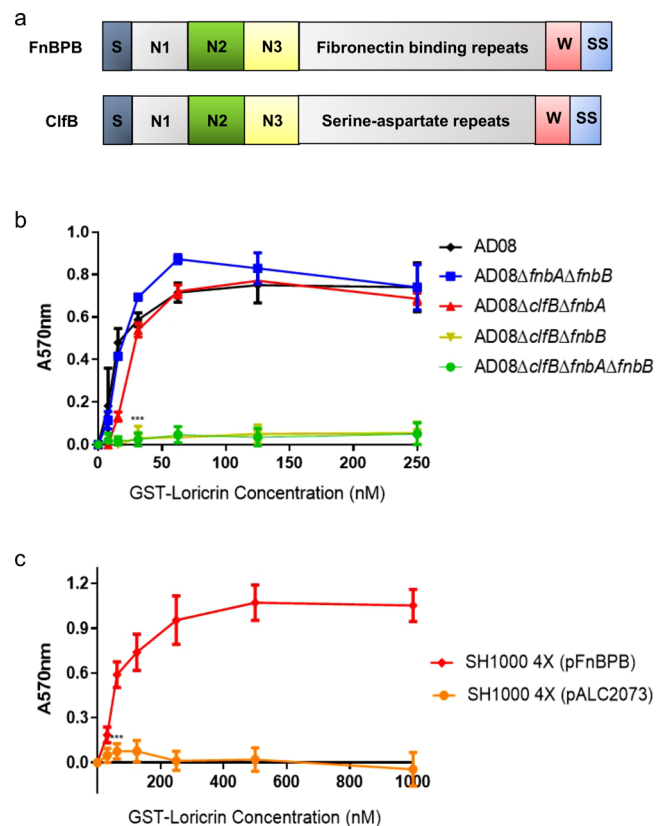 a
FnBPB S N1 N2 N3 Fibronectin binding repeats W SS
ClfB S N1 N2 N3 Serine-aspartate repeats W SS
b
1.0
0.8
0.6
0.4
0.2
0.0
A570nm
***
0 50 100 150 200 250
GST-Loricrin Concentration (nM)
AD08
AD08ΔfnbAΔfnbB
AD08ΔclfBΔfnbA
AD08ΔclfBΔfnbB
AD08ΔclfBΔfnbAΔfnbB
c
1.2
0.9
0.6
0.3
0.0
A570nm
***
200 400 600 800 1000
GST-Loricrin Concentration (nM)
SH1000 4X (pFnBPB)
SH1000 4X (pALC2073)